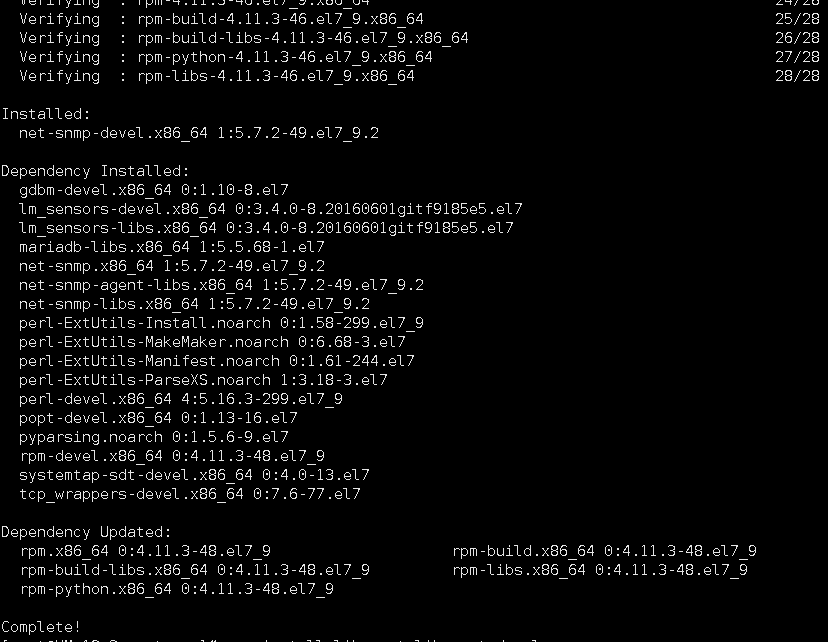 Verifying  : rpm-4.11.3-46.el7_9.x86_64 24/28
Verifying  : rpm-build-4.11.3-46.el7_9.x86_64 25/28
Verifying  : rpm-build-libs-4.11.3-46.el7_9.x86_64 26/28
Verifying  : rpm-python-4.11.3-46.el7_9.x86_64 27/28
Verifying  : rpm-libs-4.11.3-46.el7_9.x86_64 28/28
Installed:
net-snmp-devel.x86_64 1:5.7.2-49.el7_9.2
Dependency Installed:
gdbm-devel.x86_64 0:1.10-8.el7
lm_sensors-devel.x86_64 0:3.4.0-8.20160601gitf9185e5.el7
lm_sensors-libs.x86_64 0:3.4.0-8.20160601gitf9185e5.el7
mariadb-libs.x86_64 1:5.5.68-1.el7
net-snmp.x86_64 1:5.7.2-49.el7_9.2
net-snmp-agent-libs.x86_64 1:5.7.2-49.el7_9.2
net-snmp-libs.x86_64 1:5.7.2-49.el7_9.2
perl-ExtUtils-Install.noarch 0:1.58-299.el7_9
perl-ExtUtils-MakeMaker.noarch 0:6.68-3.el7
perl-ExtUtils-Manifest.noarch 0:1.61-244.el7
perl-ExtUtils-ParseXS.noarch 1:3.18-3.el7
perl-devel.x86_64 4:5.16.3-299.el7_9
popt-devel.x86_64 0:1.13-16.el7
pyparsing.noarch 0:1.5.6-9.el7
rpm-devel.x86_64 0:4.11.3-48.el7_9
systemtap-sdt-devel.x86_64 0:4.0-13.el7
tcp_wrappers-devel.x86_64 0:7.6-77.el7
Dependency Updated:
rpm.x86_64 0:4.11.3-48.el7_9 rpm-build.x86_64 0:4.11.3-48.el7_9
rpm-build-libs.x86_64 0:4.11.3-48.el7_9 rpm-libs.x86_64 0:4.11.3-48.el7_9
rpm-python.x86_64 0:4.11.3-48.el7_9
Complete!